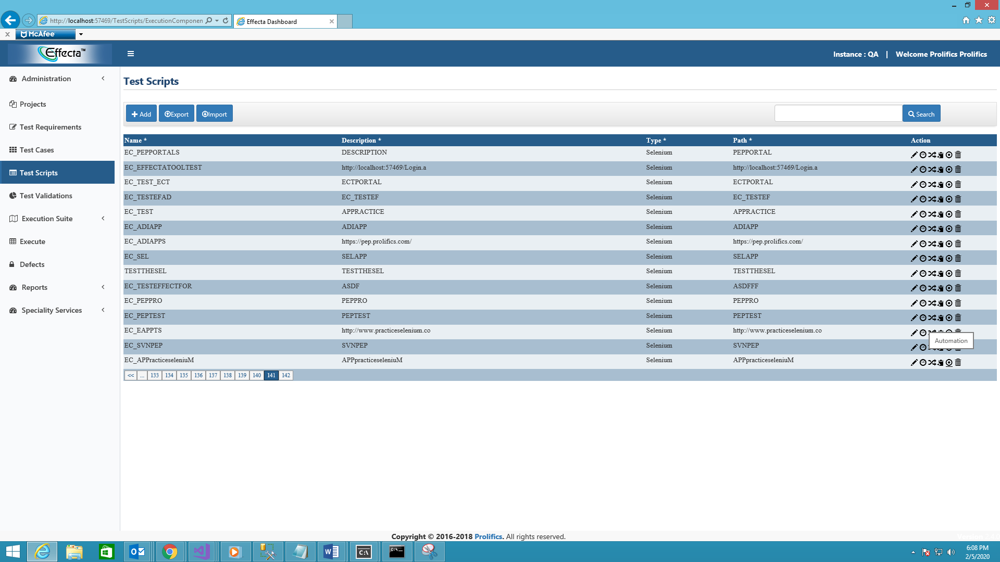 http://localhost:57469/TestScripts/ExecutionComponen
Effecta Dashboard
McAfee
Effecta™
Instance : QA | Welcome Prolifics Prolifics
Administration
Projects
Test Requirements
Test Cases
Test Scripts
Test Validations
Execution Suite
Execute
Defects
Reports
Speciality Services
Test Scripts
Add Export Import Search
Name * Description * Type * Path * Action
EC_PEPPORTALS DESCRIPTION Selenium PEPPORTAL
EC_EFFECTATOOLTEST http://localhost:57469/Login.a Selenium http://localhost:57469/Login.a
EC_TEST_ECT ECTPORTAL Selenium ECTPORTAL
EC_TESTEFAD EC_TESTEF Selenium EC_TESTEF
EC_TEST APPRACTICE Selenium APPRACTICE
EC_ADIAPP ADIAPP Selenium ADIAPP
EC_ADIAPPS https://pep.prolifics.com/ Selenium https://pep.prolifics.com/
EC_SEL SELAPP Selenium SELAPP
TESTTHESEL TESTTHESEL Selenium TESTTHESEL
EC_TESTEFFECTFOR ASDF Selenium ASDFFF
EC_PEPPRO PEPPRO Selenium PEPPRO
EC_PEPTEST PEPTEST Selenium PEPTEST
EC_EAPPTS http://www.practiceselenium.co Selenium http://www.practiceselenium.co
Automation
EC_SVNPEP SVNPEP Selenium SVNPEP
EC_APPracticeseleniuM APPpracticeseleniuM Selenium APPpracticeseleniuM
<< ... 133 134 135 136 137 138 139 140 141 142
Copyright © 2016-2018 Prolifics. All rights reserved.
6:08 PM
2/5/2020